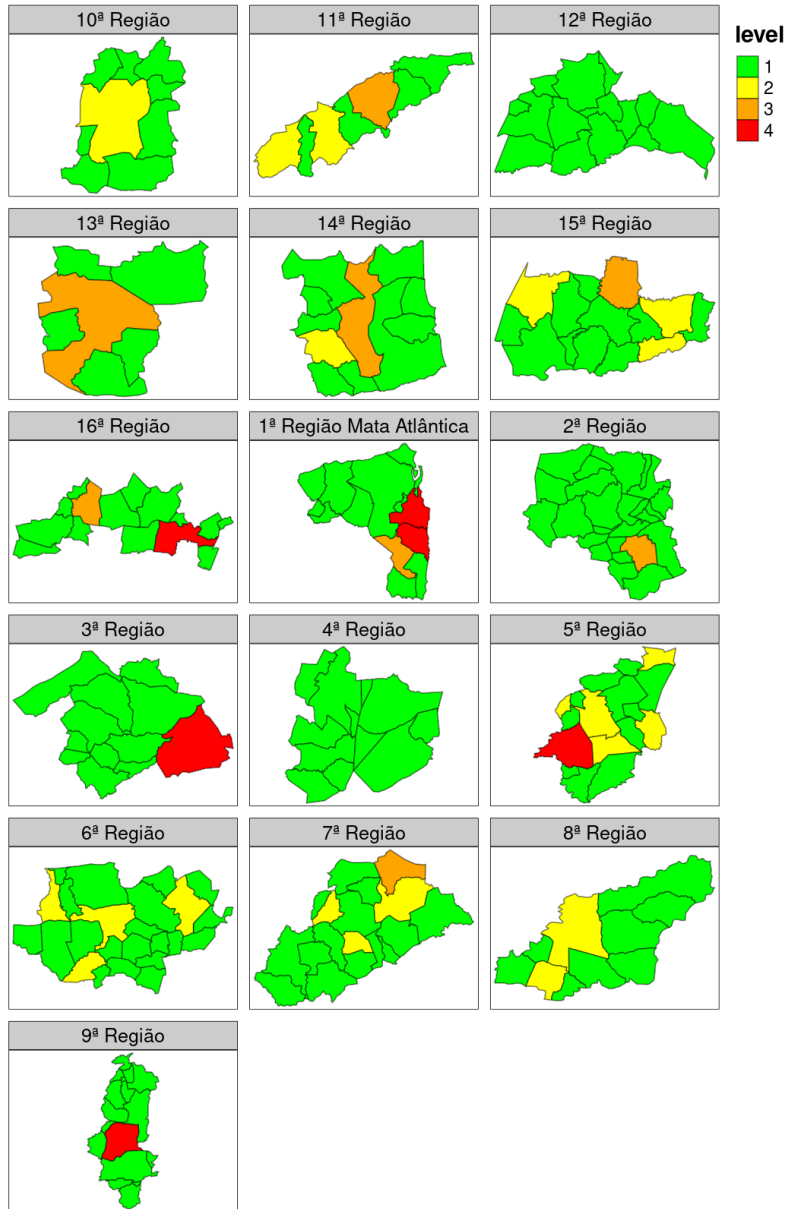 10ª Região
11ª Região
12ª Região
level
1
2
3
4
13ª Região
14ª Região
15ª Região
16ª Região
1ª Região Mata Atlântica
2ª Região
3ª Região
4ª Região
5ª Região
6ª Região
7ª Região
8ª Região
9ª Região